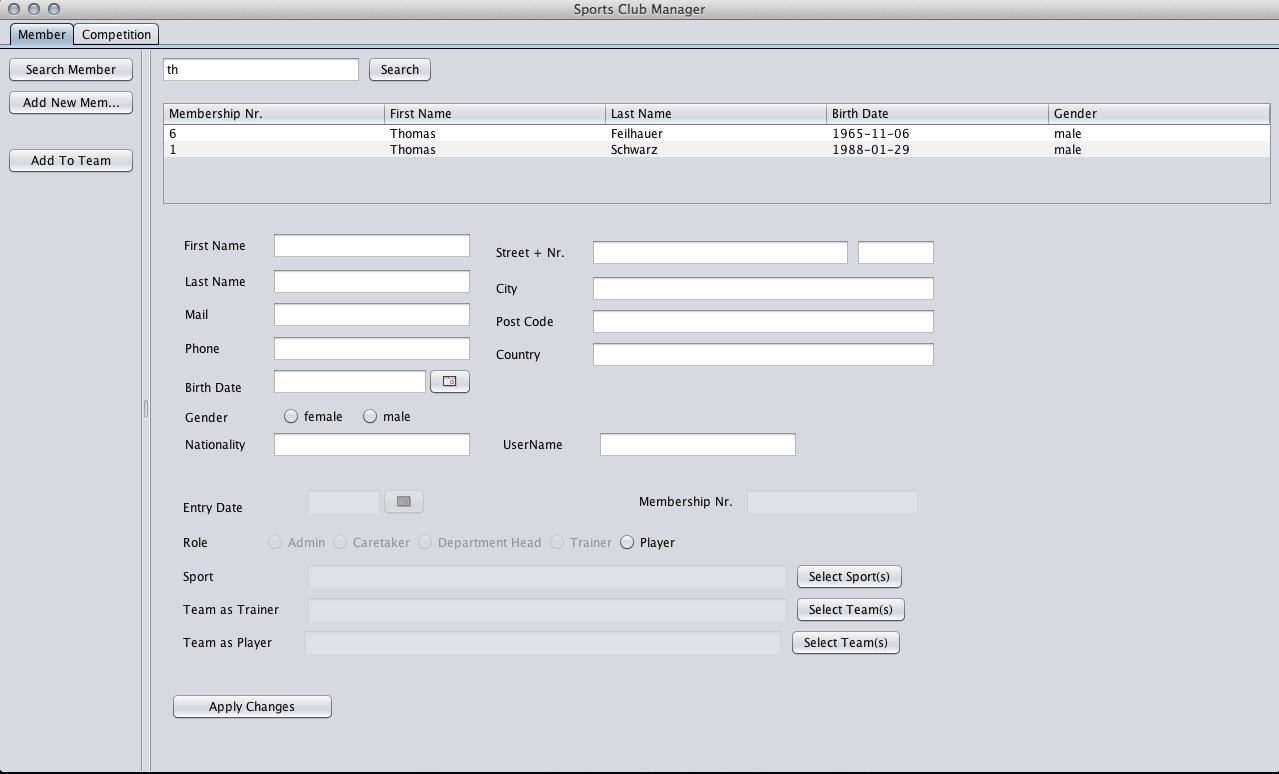 Sports Club Manager
Member Competition
Search Member
Add New Mem...
Add To Team
th Search
Membership Nr. First Name Last Name Birth Date Gender
6 Thomas Feilhauer 1965-11-06 male
1 Thomas Schwarz 1988-01-29 male
First Name
Street + Nr.
Last Name
City
Mail
Post Code
Phone
Country
Birth Date
Gender female male
Nationality UserName
Entry Date Membership Nr.
Role Admin Caretaker Department Head Trainer Player
Sport Select Sport(s)
Team as Trainer Select Team(s)
Team as Player Select Team(s)
Apply Changes